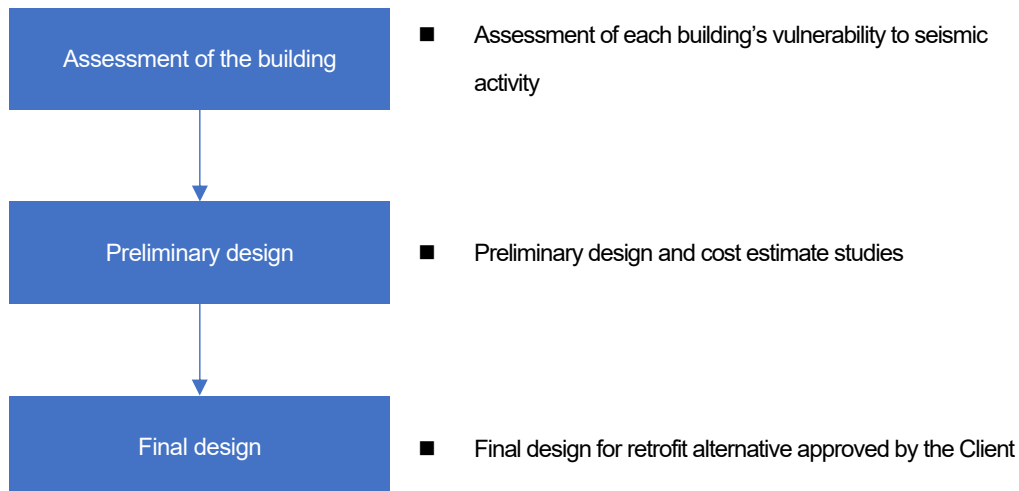 Assessment of the building
■ Assessment of each building’s vulnerability to seismic
activity
Preliminary design
■ Preliminary design and cost estimate studies
Final design
■ Final design for retrofit alternative approved by the Client